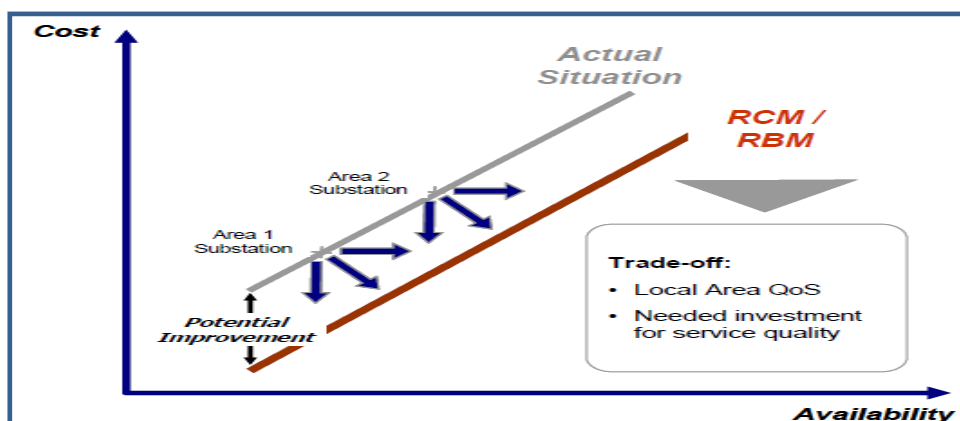 Cost
Actual
Situation
RCM /
RBM
Area 2
Substation
Area 1
Substation
Potential
Improvement
Trade-off:
• Local Area QoS
• Needed investment
for service quality
Availability